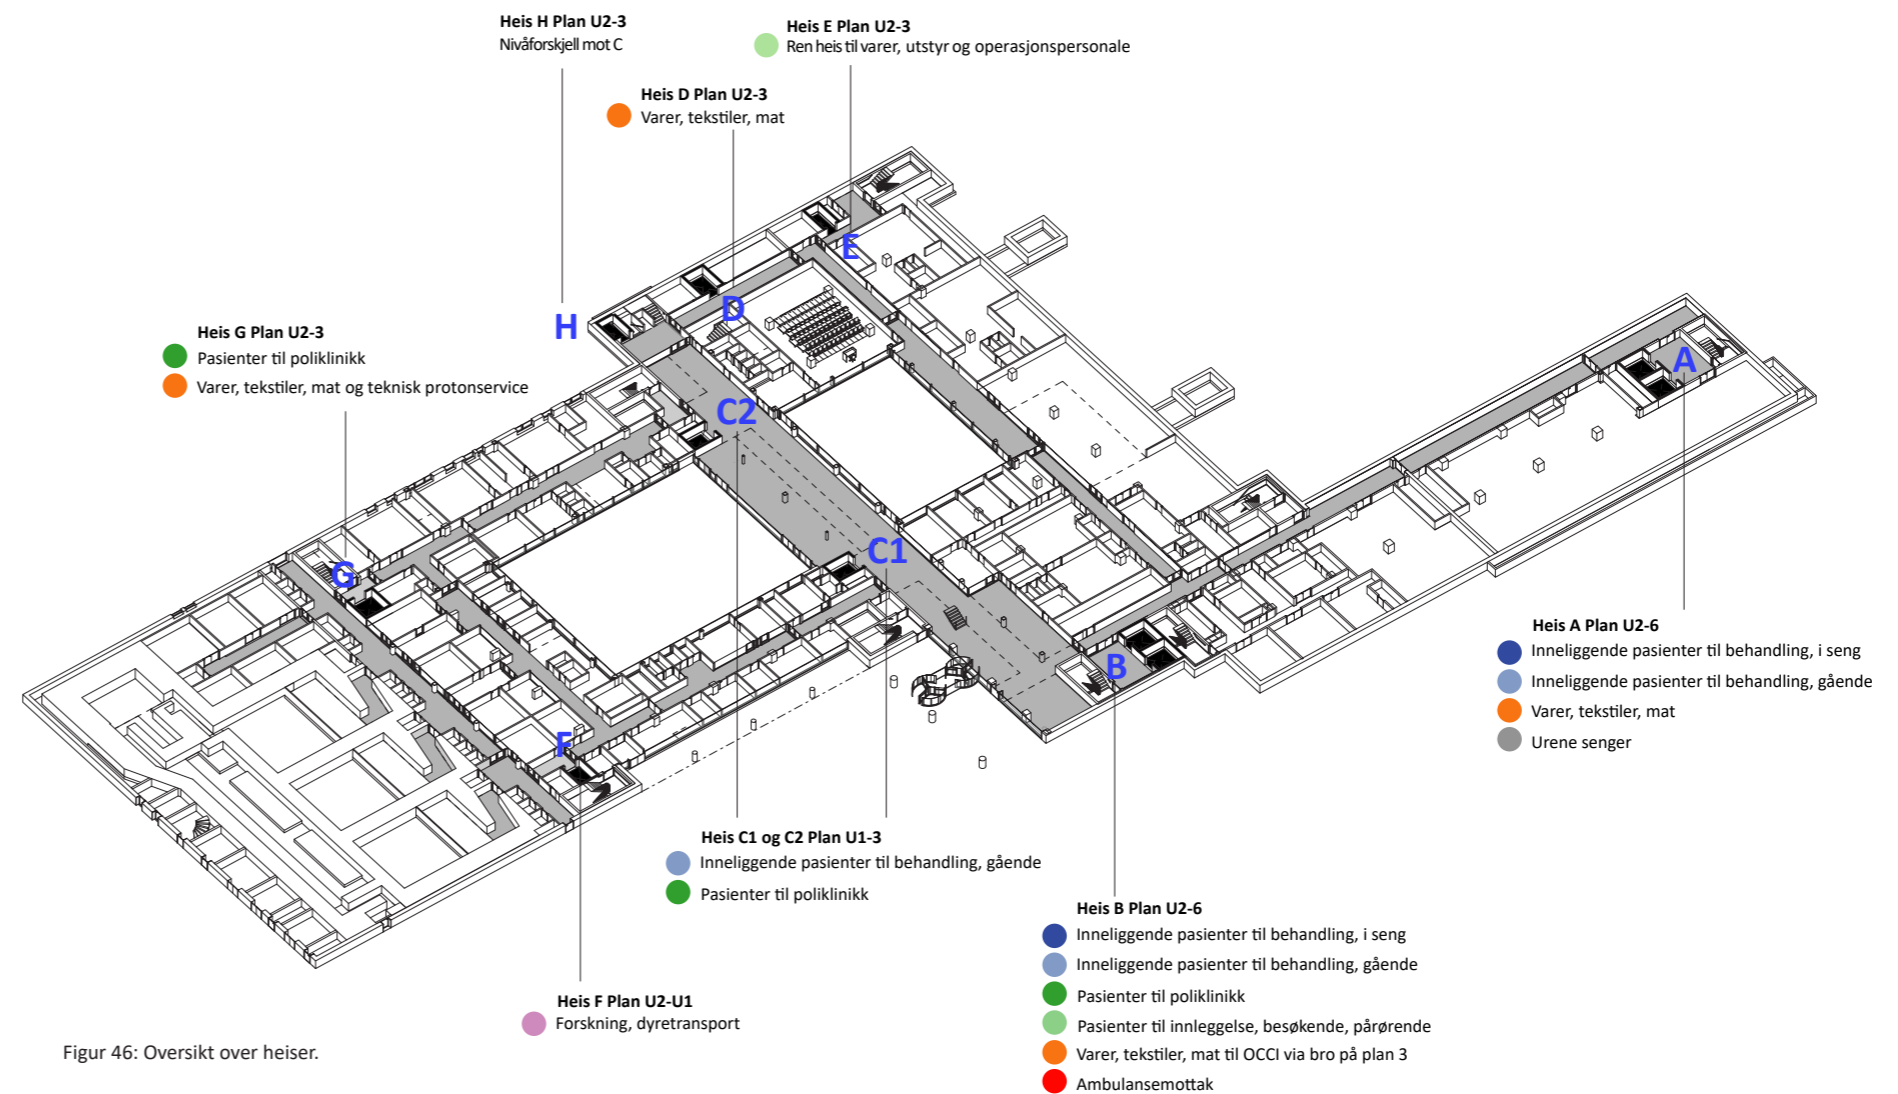 Heis H Plan U2-3
Nivåforskjell mot C
Heis E Plan U2-3
Ren heis til varer, utstyr og operasjonspersonale
Heis D Plan U2-3
Varer, tekstiler, mat
E
D
H
Heis G Plan U2-3
Pasienter til poliklinikk
Varer, tekstiler, mat og teknisk protonservice
A
C2
C1
G
B
F
Heis A Plan U2-6
Inneliggende pasienter til behandling, i seng
Inneliggende pasienter til behandling, gående
Varer, tekstiler, mat
Urene senger
Heis C1 og C2 Plan U1-3
Inneliggende pasienter til behandling, gående
Pasienter til poliklinikk
Heis B Plan U2-6
Inneliggende pasienter til behandling, i seng
Inneliggende pasienter til behandling, gående
Pasienter til poliklinikk
Pasienter til innleggelse, besøkende, pårørende
Varer, tekstiler, mat til OCCI via bro på plan 3
Ambulansemottak
Heis F Plan U2-U1
Forskning, dyretransport
Figur 46: Oversikt over heiser.